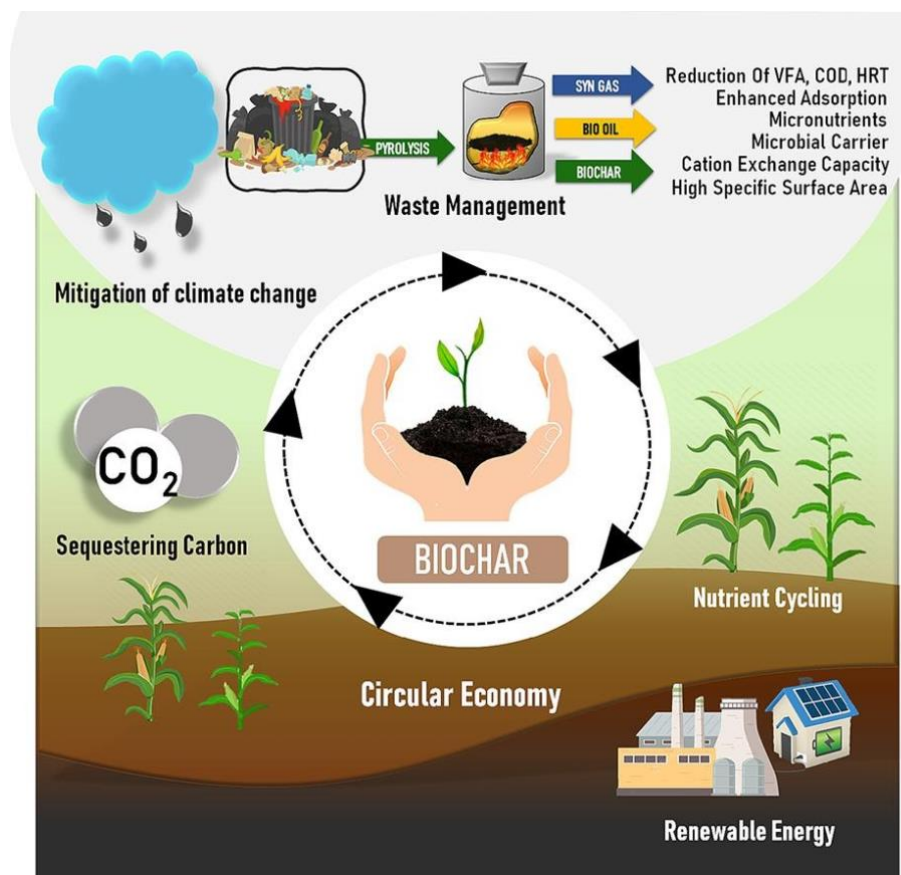 SYN GAS
BIO OIL
BIOCHAR
PYROLYSIS
Reduction Of VFA, COD, HRT
Enhanced Adsorption
Micronutrients
Microbial Carrier
Cation Exchange Capacity
High Specific Surface Area
Waste Management
Mitigation of climate change
CO₂
Sequestering Carbon
BIOCHAR
Nutrient Cycling
Circular Economy
Renewable Energy